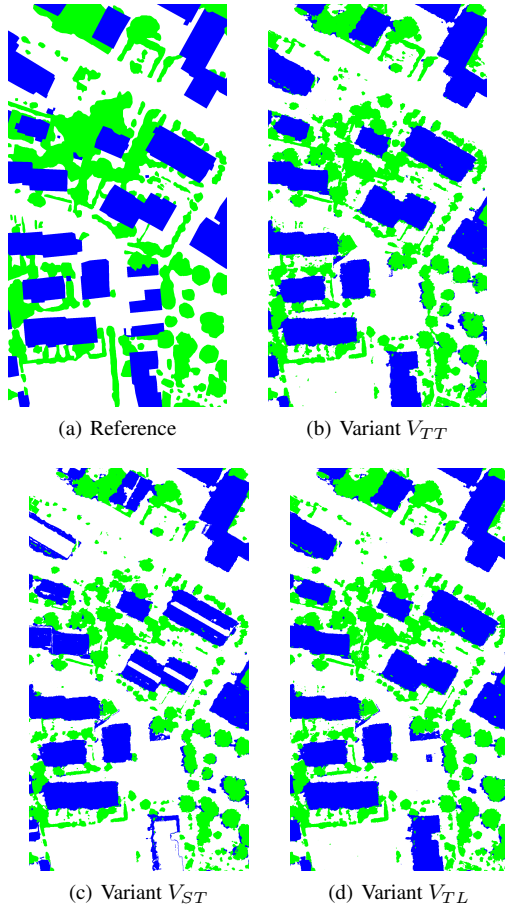 (a) Reference
(b) Variant V_{TT}
(c) Variant V_{ST}
(d) Variant V_{TL}